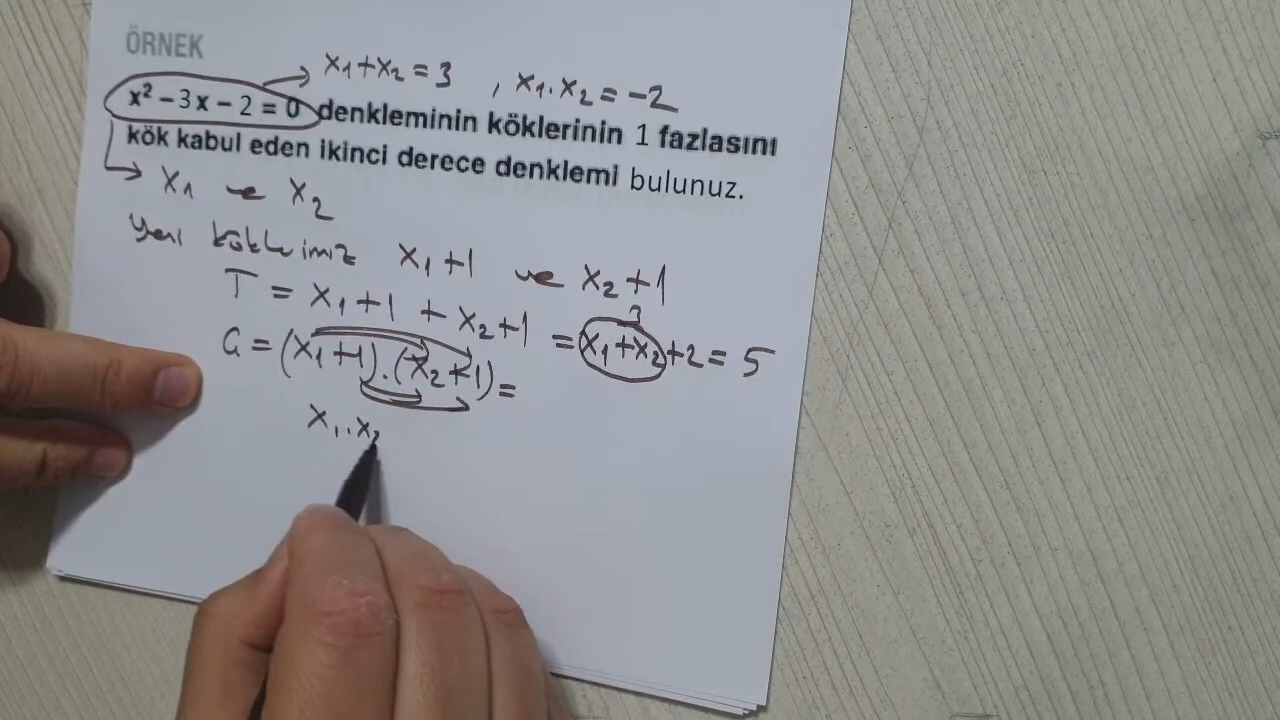 ÖRNEK
x₁+x₂ = 3 , x₁.x₂ = -2
x² − 3x − 2 = 0 denkleminin köklerinin 1 fazlasını
kök kabul eden ikinci derece denklemi bulunuz.
x₁ ve x₂
yeni köklerimiz x₁+1 ve x₂+1
3
T = x₁+1 + x₂+1 = x₁+x₂+2 = 5
Ç = (x₁+1).(x₂+1) =
x₁.x₂